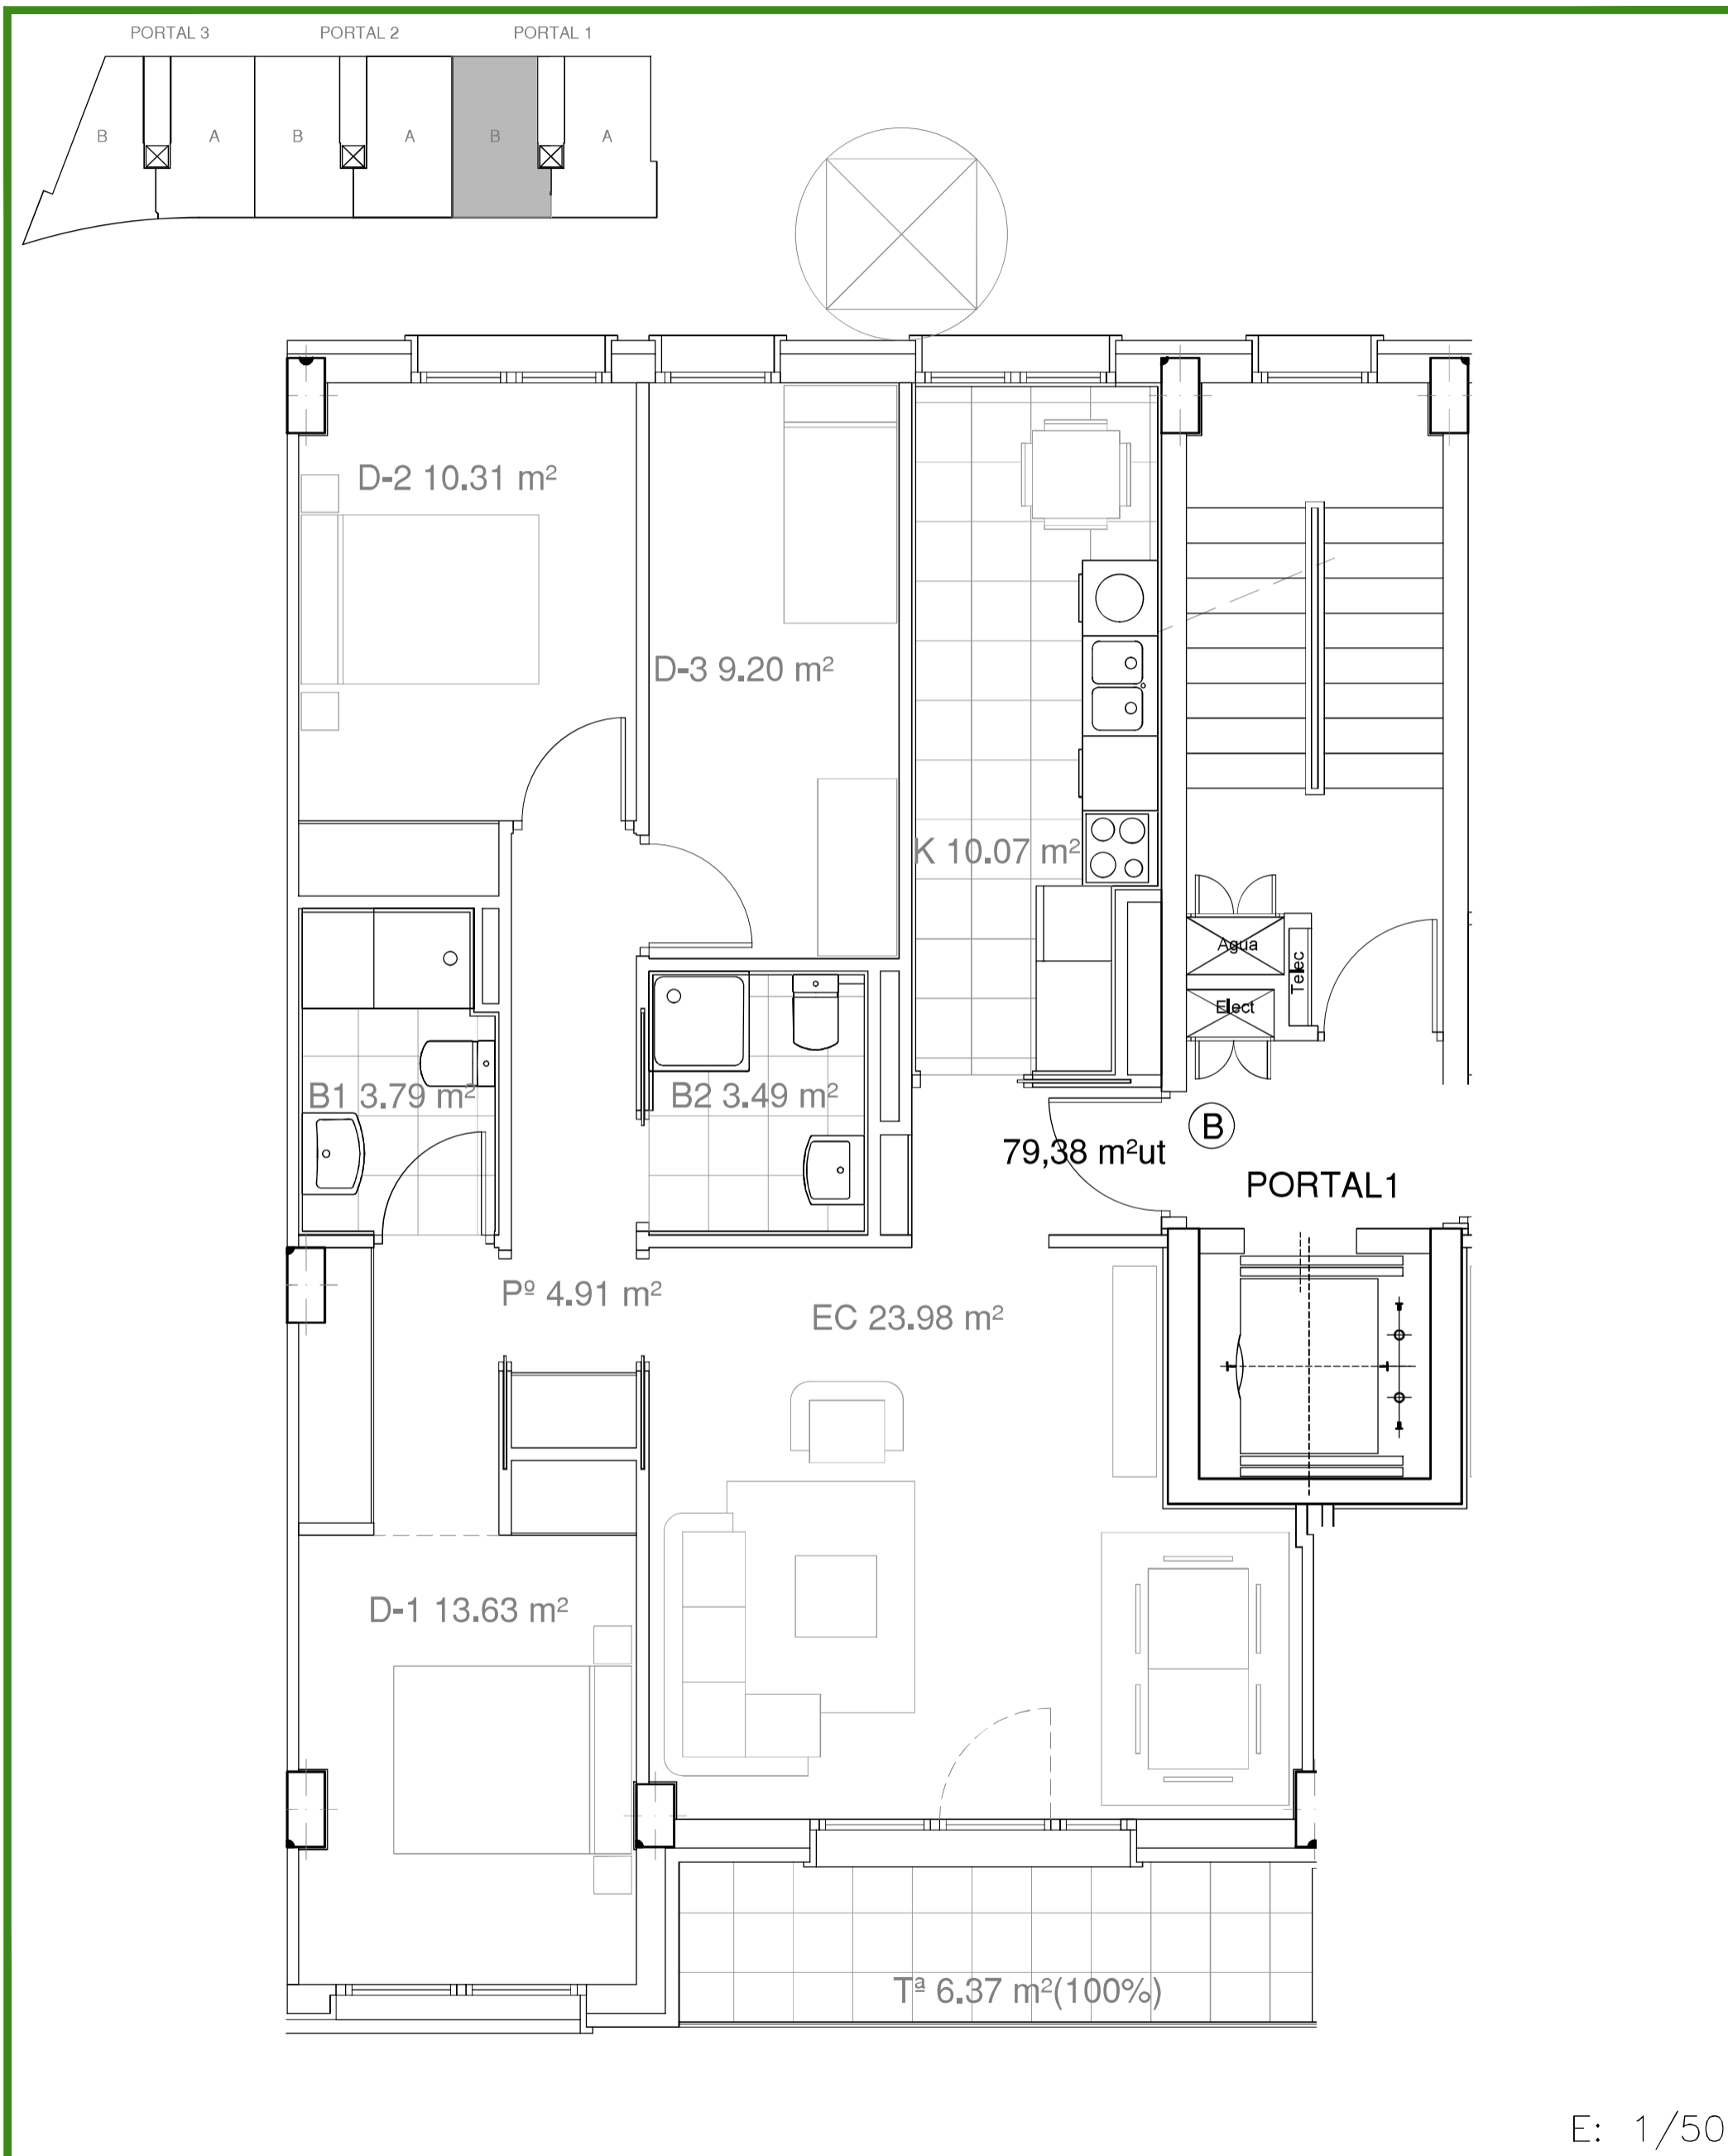 PORTAL 3 PORTAL 2 PORTAL 1
B A B A B A
D-2 10.31 m²
D-3 9.20 m²
K 10.07 m²
Agua
Telec
Elect
B1 3.79 m²
B2 3.49 m²
B
79,38 m²ut
PORTAL1
Pº 4.91 m²
EC 23.98 m²
D-1 13.63 m²
Tª 6.37 m²(100%)
E: 1/50